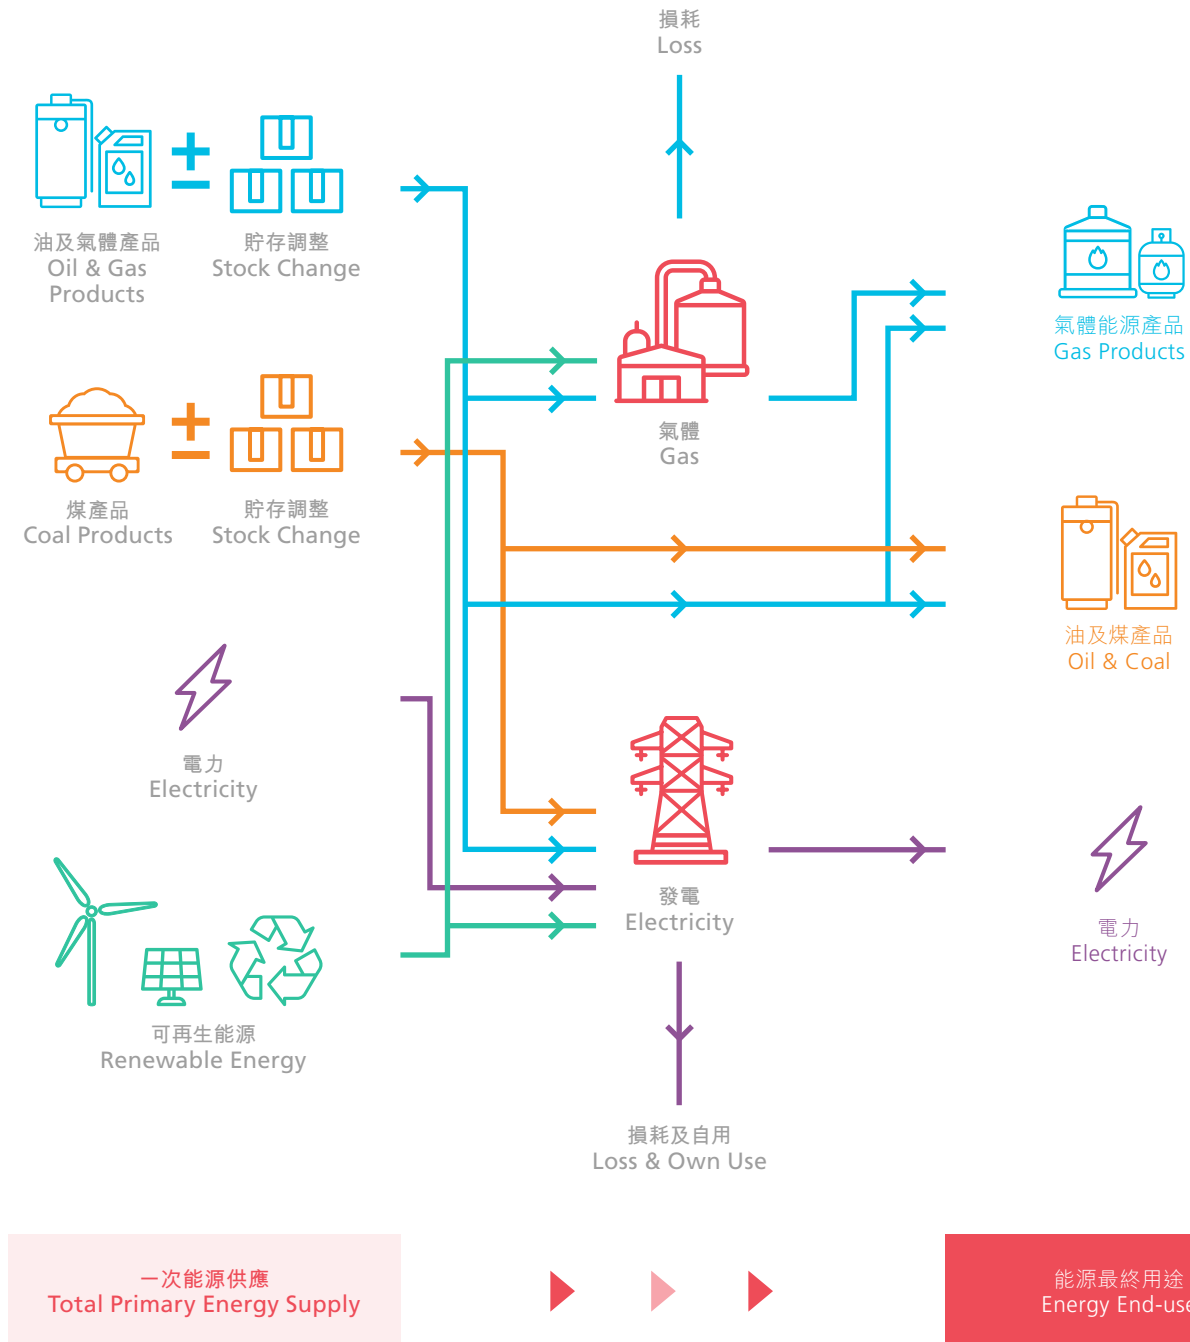 損耗
Loss
油及氣體產品
Oil & Gas
Products
貯存調整
Stock Change
氣體能源產品
Gas Products
氣體
Gas
煤產品
Coal Products
貯存調整
Stock Change
油及煤產品
Oil & Coal
電力
Electricity
發電
Electricity
電力
Electricity
可再生能源
Renewable Energy
損耗及自用
Loss & Own Use
一次能源供應
Total Primary Energy Supply
能源最終用途
Energy End-use